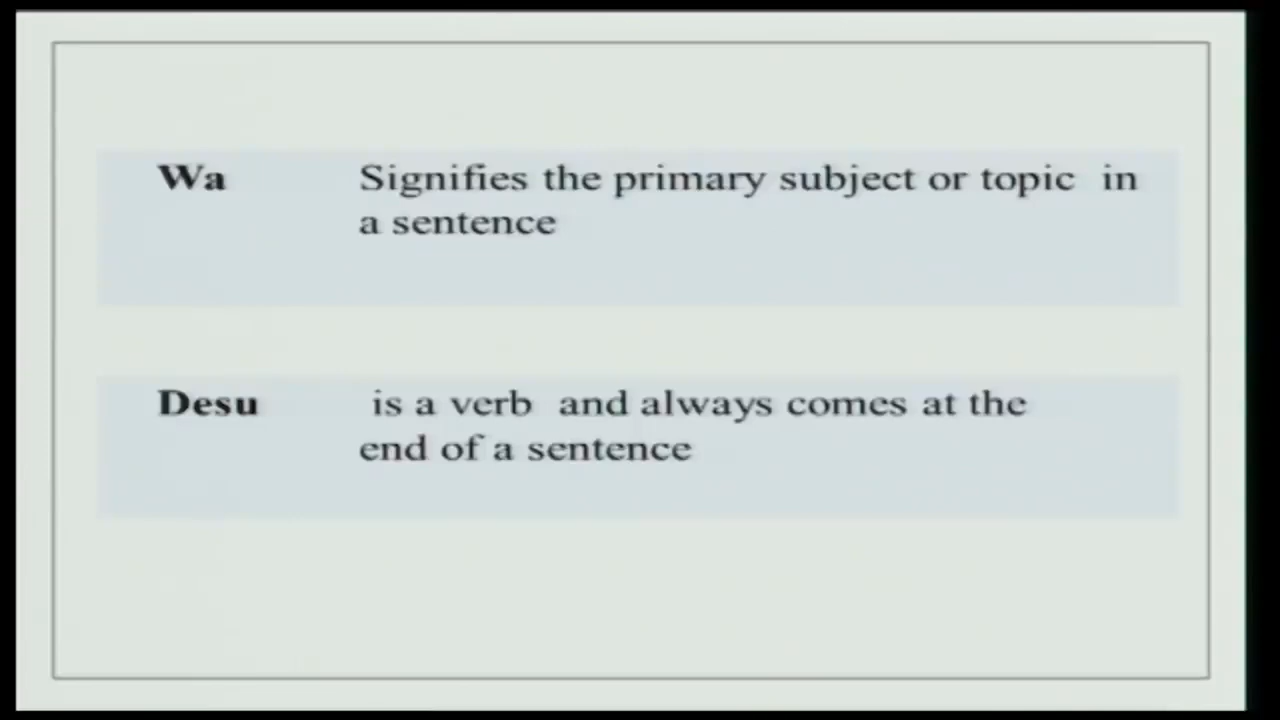 Wa Signifies the primary subject or topic in
a sentence
Desu is a verb and always comes at the
end of a sentence